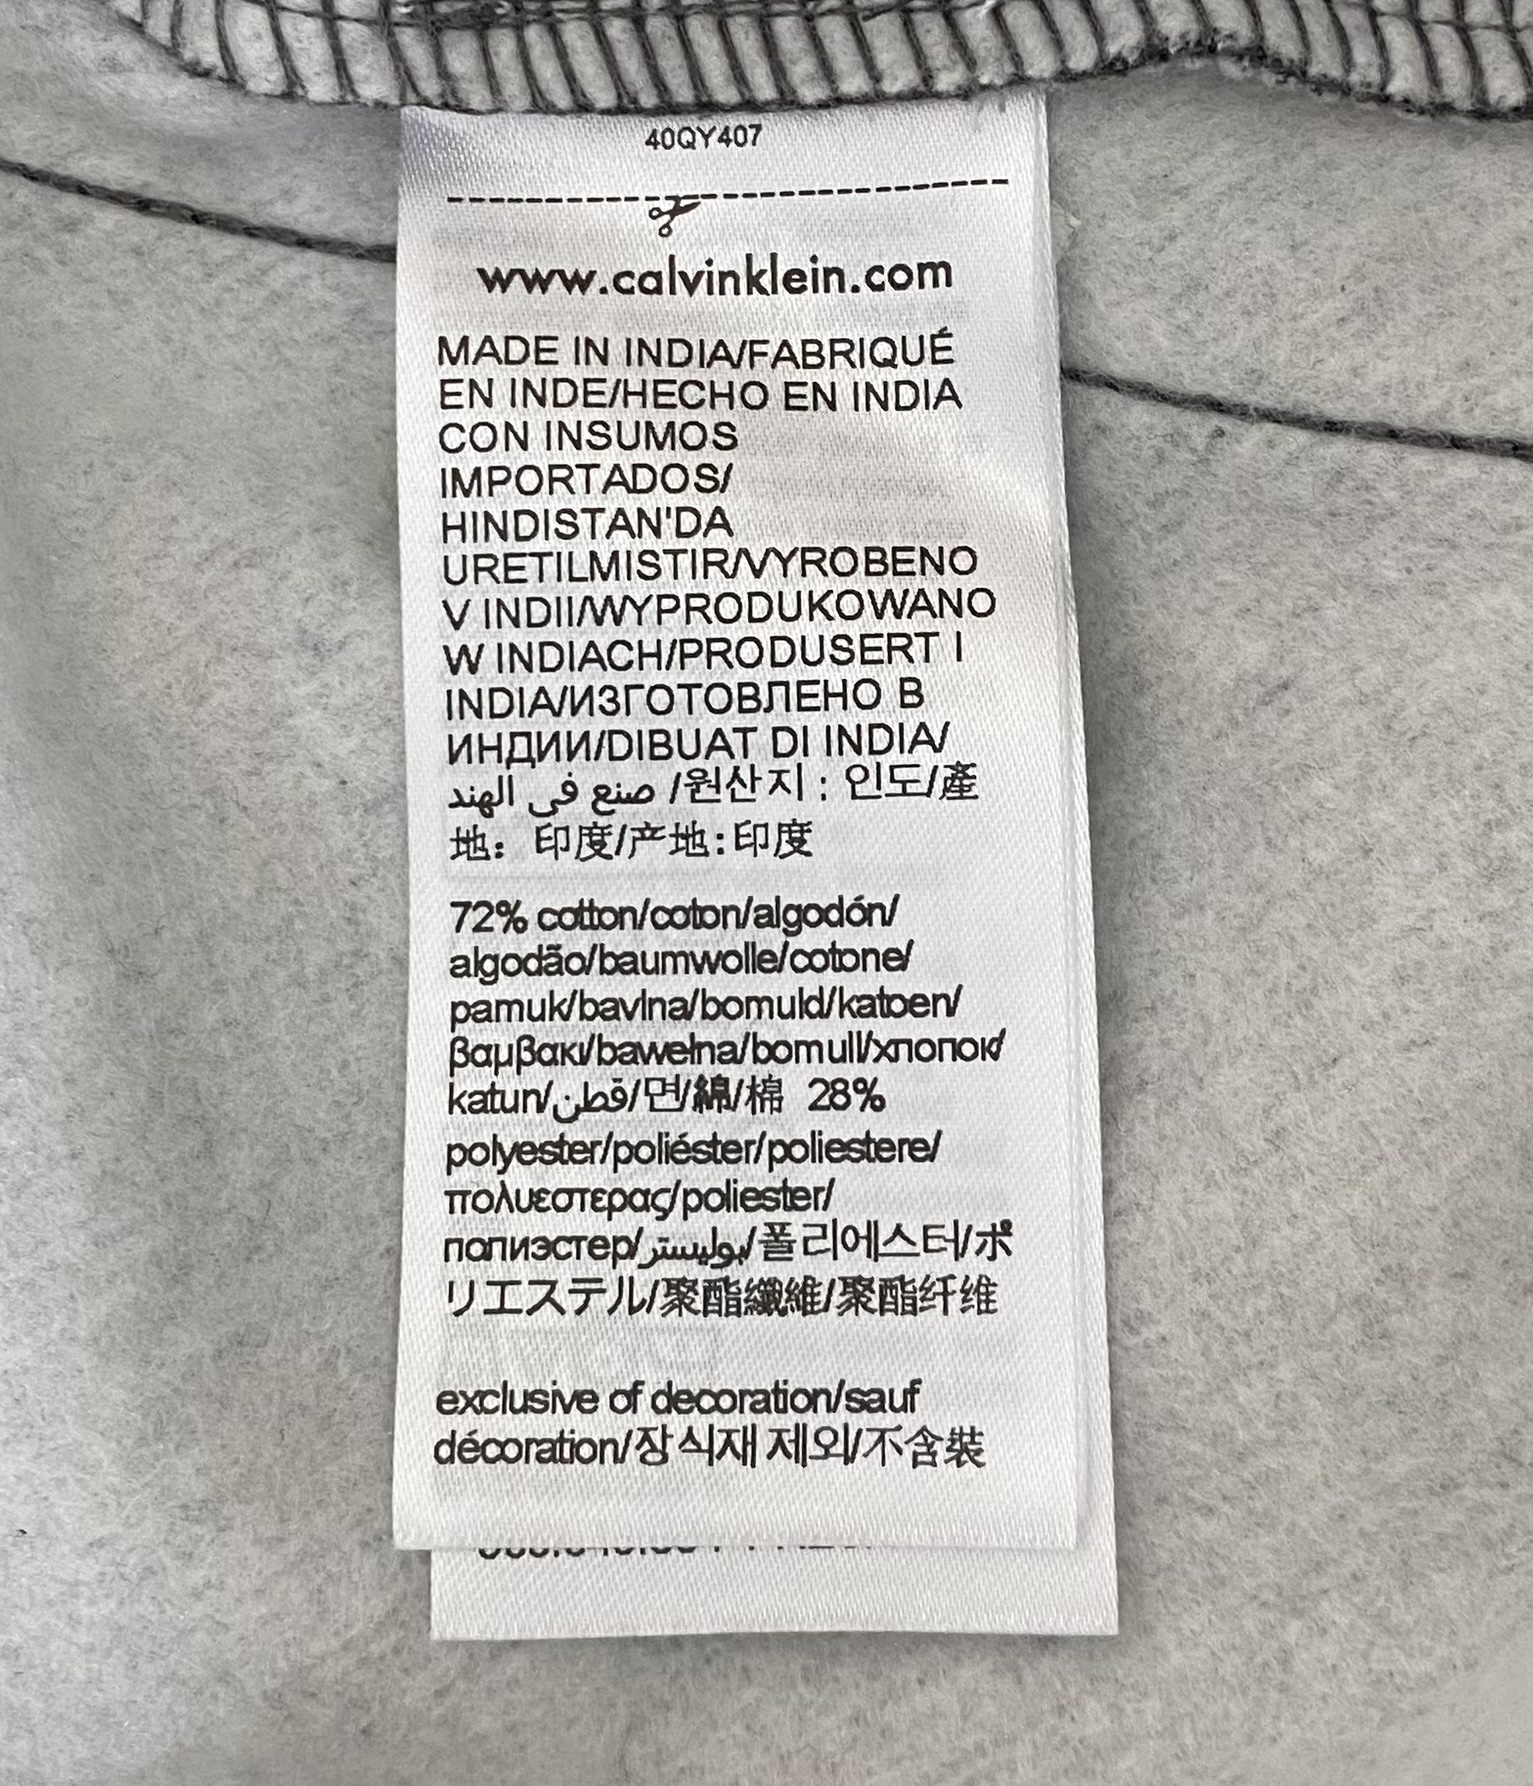 40QY407
www.calvinklein.com
MADE IN INDIA/FABRIQUÉ
EN INDE/HECHO EN INDIA
CON INSUMOS
IMPORTADOS/
HINDISTAN'DA
URETILMISTIR/VYROBENO
V INDII/WYPRODUKOWANO
W INDIACH/PRODUSERT I
INDIA/ИЗГОТОВЛЕНО В
ИНДИИ/DIBUAT DI INDIA/
صنع في الهند /원산지 : 인도/產
地：印度/产地:印度
72% cotton/coton/algodón/
algodão/baumwolle/cotone/
pamuk/bavlna/bomuld/katoen/
βαμβακι/bawełna/bomull/хлопок/
katun/قطن/면/綿/棉 28%
polyester/poliéster/poliestere/
πολυεστερας/poliester/
полиэстер/بوليستر/폴리에스터/ポ
リエステル/聚酯纖維/聚酯纤维
exclusive of decoration/sauf
décoration/장식재 제외/不含裝